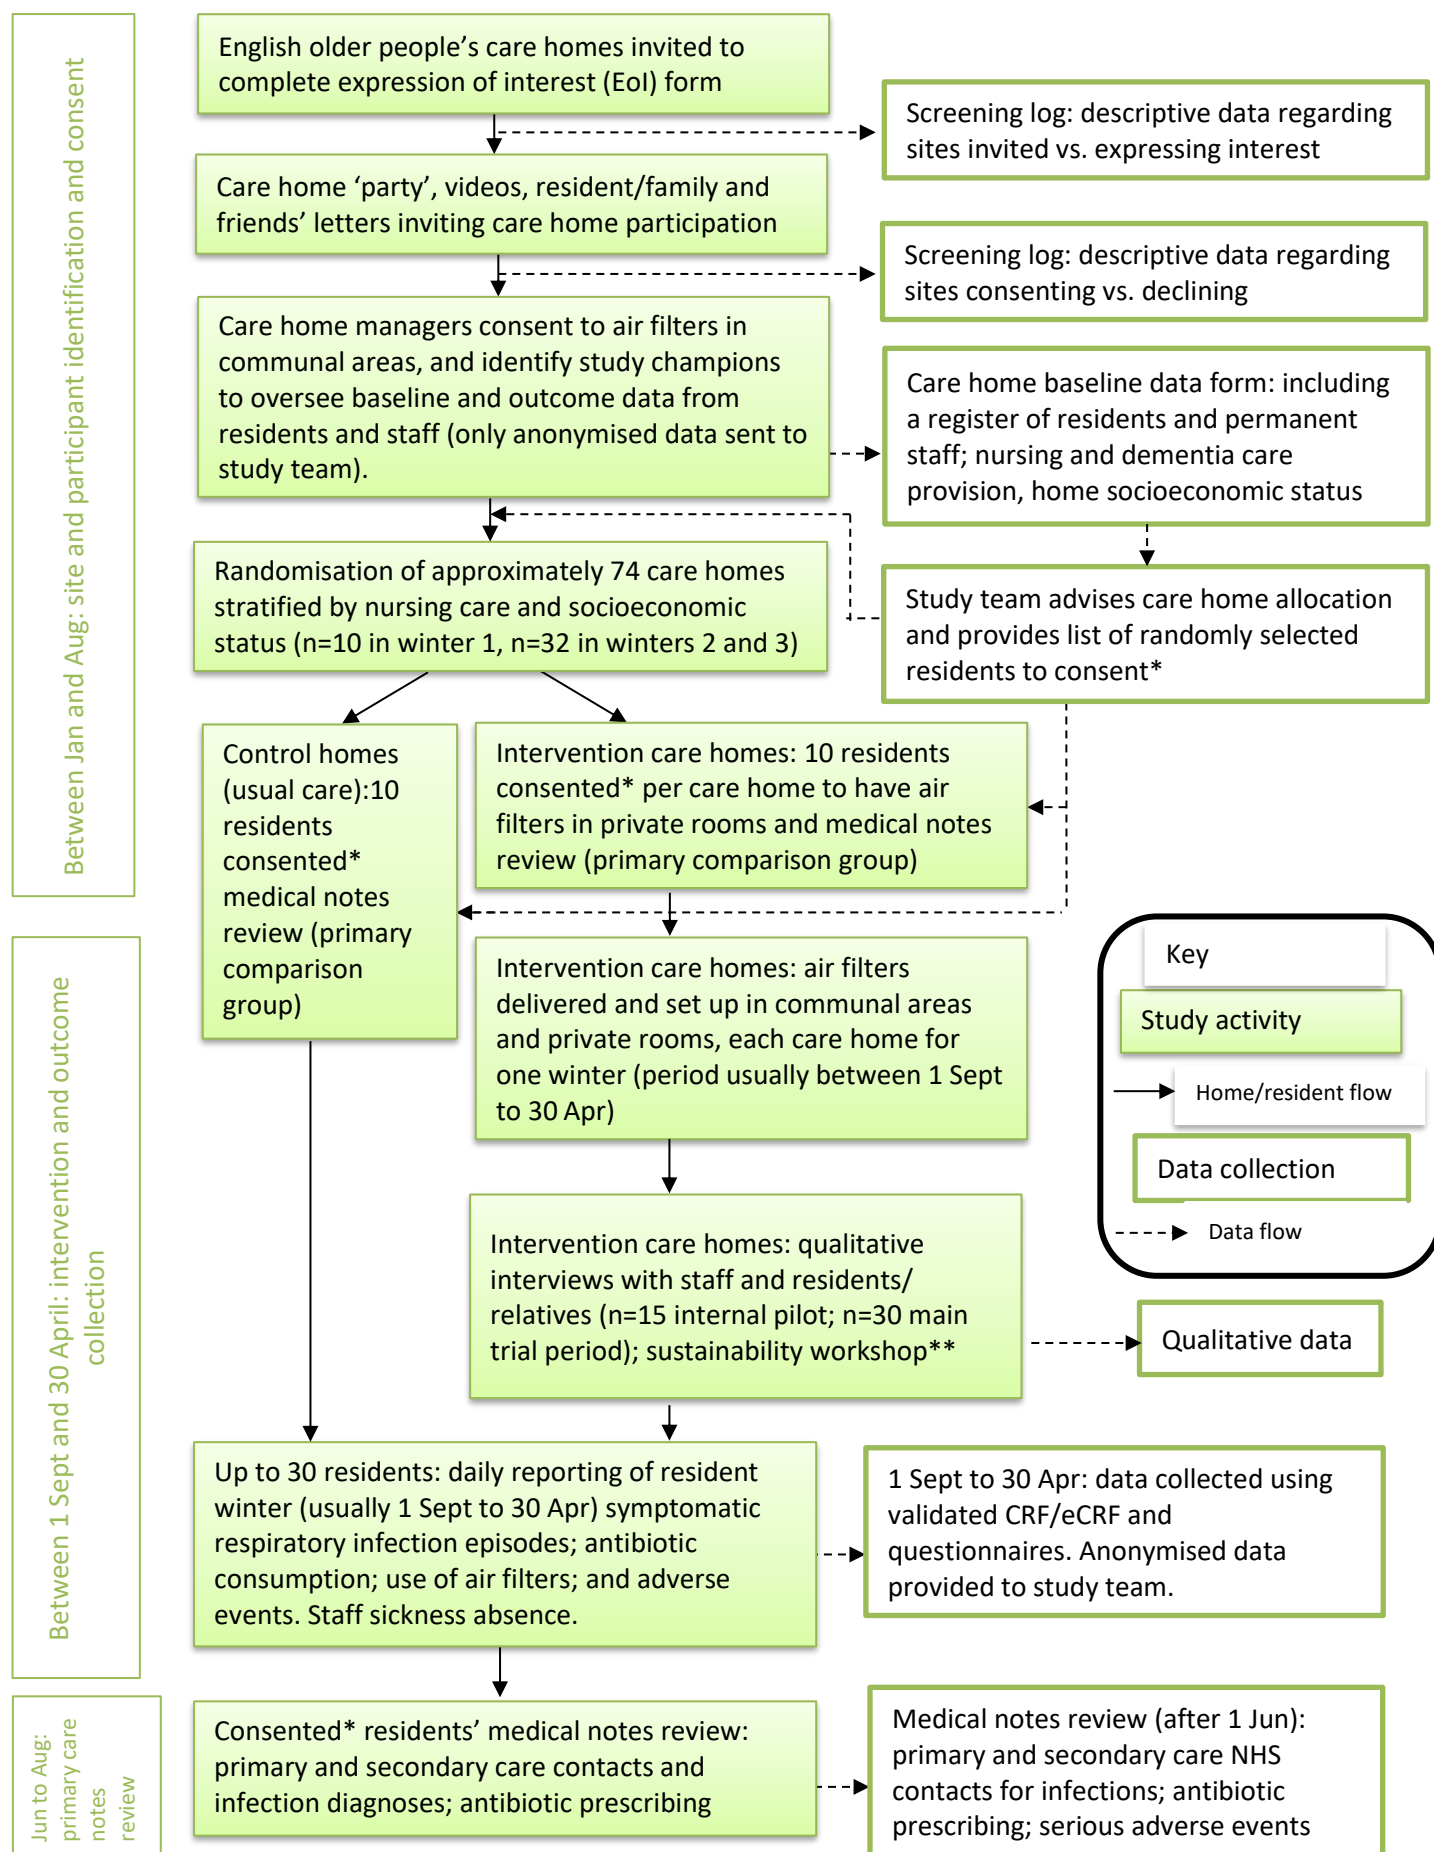 Between Jan and Aug: site and participant identification and consent
English older people’s care homes invited to
complete expression of interest (EoI) form
Screening log: descriptive data regarding
sites invited vs. expressing interest
Care home ‘party’, videos, resident/family and
friends’ letters inviting care home participation
Screening log: descriptive data regarding
sites consenting vs. declining
Care home managers consent to air filters in
communal areas, and identify study champions
to oversee baseline and outcome data from
residents and staff (only anonymised data sent to
study team).
Care home baseline data form: including
a register of residents and permanent
staff; nursing and dementia care
provision, home socioeconomic status
Randomisation of approximately 74 care homes
stratified by nursing care and socioeconomic
status (n=10 in winter 1, n=32 in winters 2 and 3)
Study team advises care home allocation
and provides list of randomly selected
residents to consent*
Control homes
(usual care):10
residents
consented*
medical notes
review (primary
comparison
group)
Intervention care homes: 10 residents
consented* per care home to have air
filters in private rooms and medical notes
review (primary comparison group)
Between 1 Sept and 30 April: intervention and outcome
collection
Intervention care homes: air filters
delivered and set up in communal areas
and private rooms, each care home for
one winter (period usually between 1 Sept
to 30 Apr)
Key
Study activity
Home/resident flow
Data collection
Data flow
Intervention care homes: qualitative
interviews with staff and residents/
relatives (n=15 internal pilot; n=30 main
trial period); sustainability workshop**
Qualitative data
Up to 30 residents: daily reporting of resident
winter (usually 1 Sept to 30 Apr) symptomatic
respiratory infection episodes; antibiotic
consumption; use of air filters; and adverse
events. Staff sickness absence.
1 Sept to 30 Apr: data collected using
validated CRF/eCRF and
questionnaires. Anonymised data
provided to study team.
Jun to Aug:
primary care
notes
review
Consented* residents’ medical notes review:
primary and secondary care contacts and
infection diagnoses; antibiotic prescribing
Medical notes review (after 1 Jun):
primary and secondary care NHS
contacts for infections; antibiotic
prescribing; serious adverse events